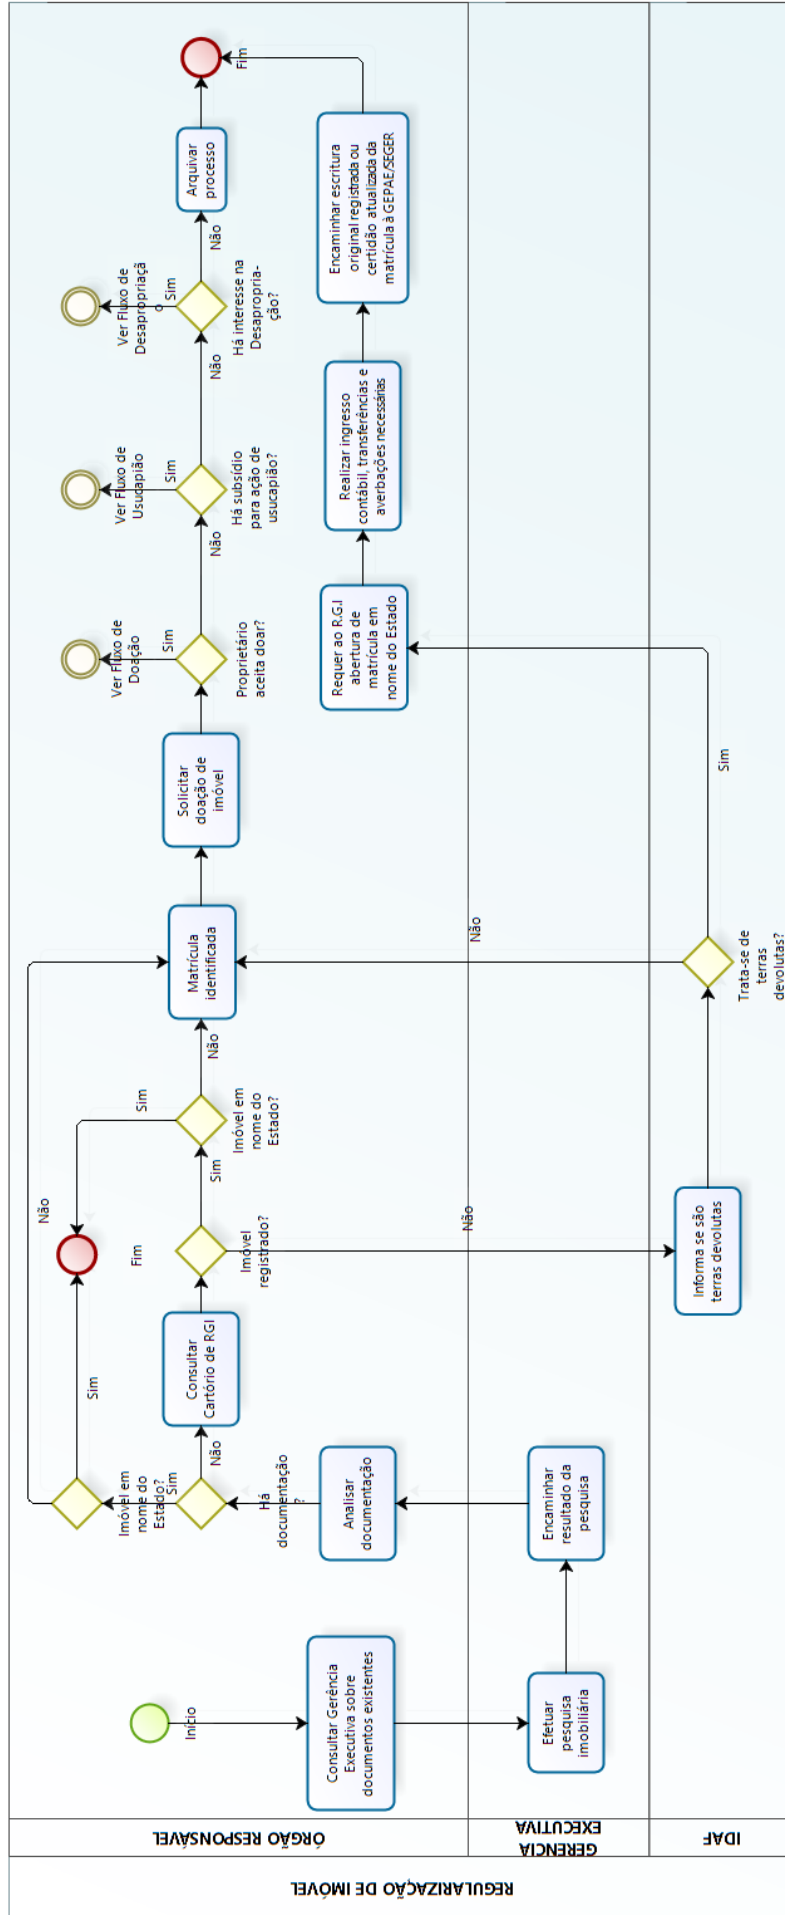 REGULARIZAÇÃO DE IMÓVEL
ÓRGÃO RESPONSÁVEL
GERENCIA
EXECUTIVA
IDAF
Início
Consultar Gerência
Executiva sobre
documentos existentes
Efetuar
pesquisa
imobiliária
Encaminhar
resultado da
pesquisa
Analisar
documentação
Há
documentação
?
Sim
Não
Imóvel em
nome do
Estado?
Sim
Não
Fim
Consultar
Cartório de RGI
Imóvel
registrado?
Sim
Não
Informa se são
terras devolutas
Imóvel em
nome do
Estado?
Sim
Não
Trata-se de
terras
devolutas?
Não
Sim
Matrícula
identificada
Solicitar
doação de
imóvel
Proprietário
aceita doar?
Sim
Ver Fluxo de
Doação
Não
Há subsídio
para ação de
usucapião?
Sim
Ver Fluxo de
Usucapião
Não
Há interesse na
Desapropria-
ção?
Sim
Ver Fluxo de
Desapropriaçã
o
Não
Arquivar
processo
Fim
Requer ao R.G.I
abertura de
matrícula em
nome do Estado
Realizar ingresso
contábil, transferências e
averbações necessárias
Encaminhar escritura
original registrada ou
certidão atualizada da
matrícula à GEPAE/SEGER